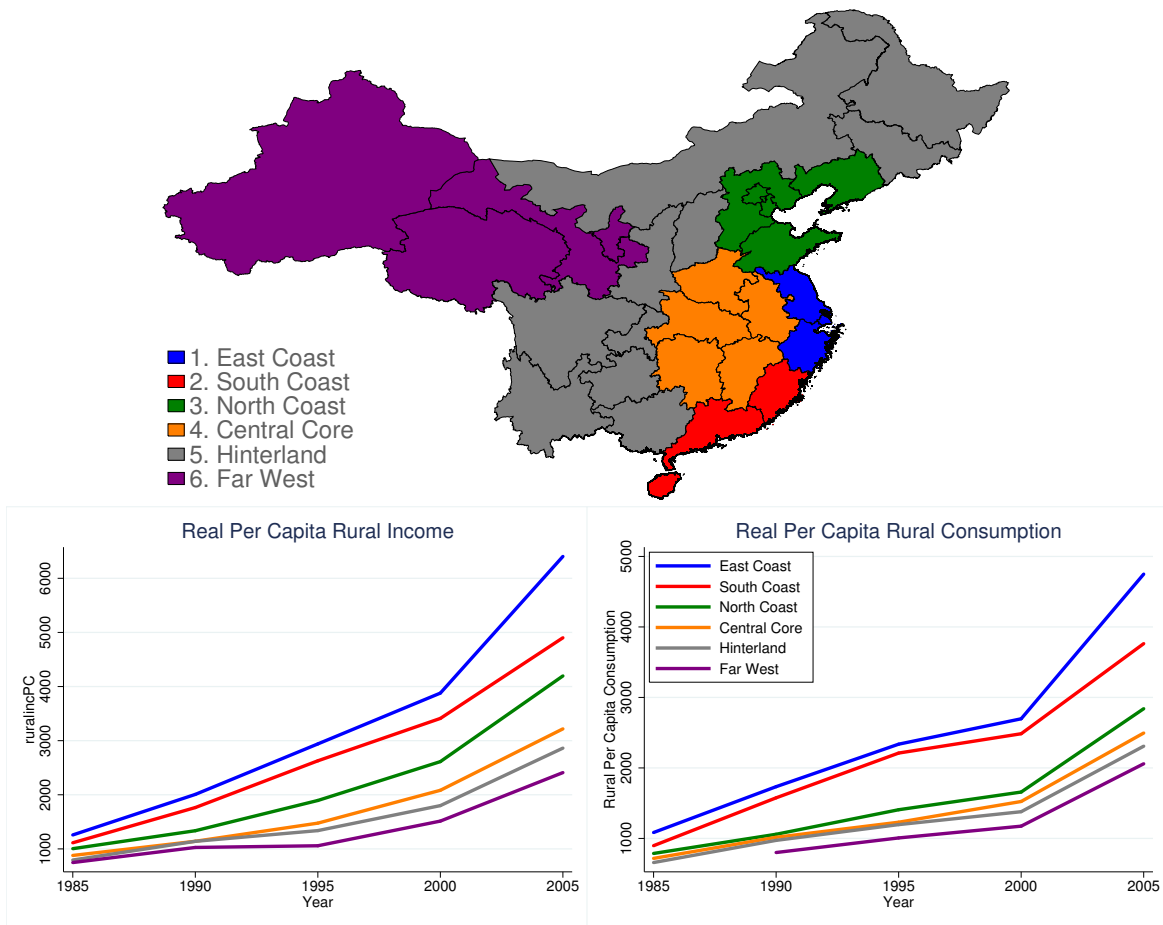 1. East Coast
2. South Coast
3. North Coast
4. Central Core
5. Hinterland
6. Far West
Real Per Capita Rural Income
ruralincPC
6000
5000
4000
3000
2000
1000
1985 1990 1995 2000 2005
Year
Real Per Capita Rural Consumption
Rural Per Capita Consumption
5000
4000
3000
2000
1000
East Coast
South Coast
North Coast
Central Core
Hinterland
Far West
1985 1990 1995 2000 2005
Year